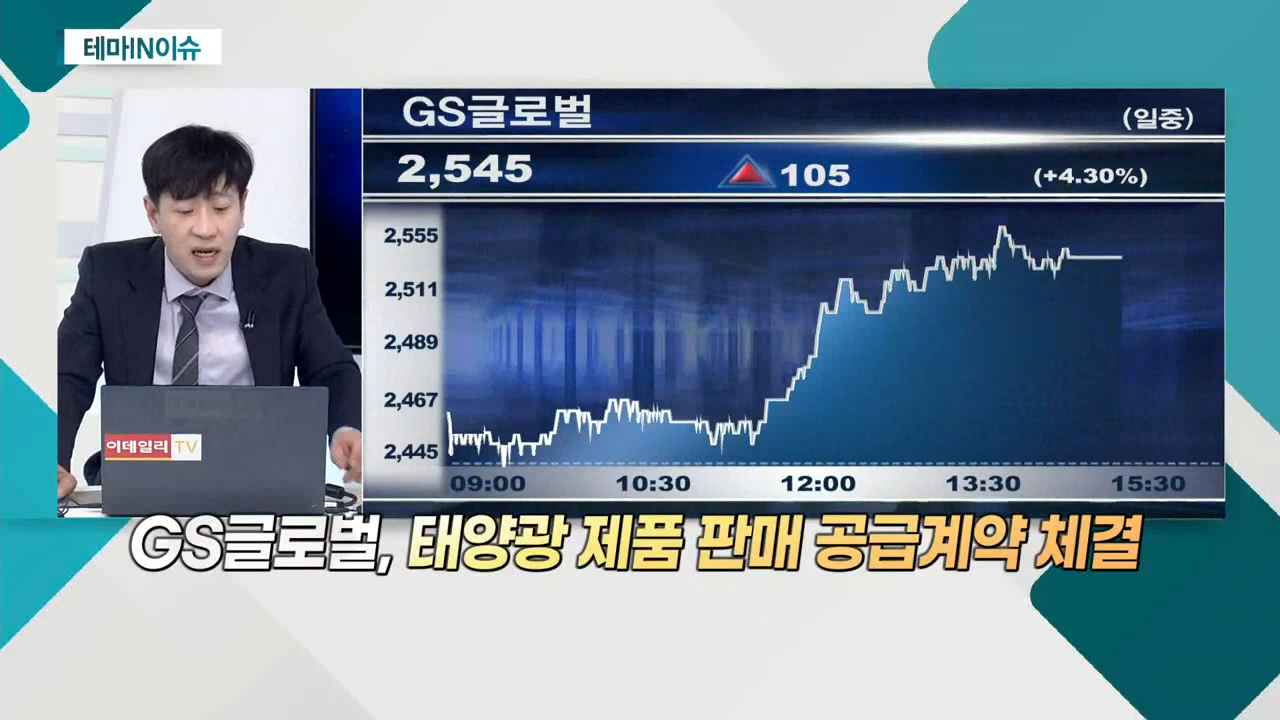 테마IN이슈
GS글로벌
(일중)
2,545
105
(+4.30%)
2,555
2,511
2,489
2,467
2,445
09:00
10:30
12:00
13:30
15:30
이데일리TV
GS글로벌, 태양광 제품 판매 공급계약 체결